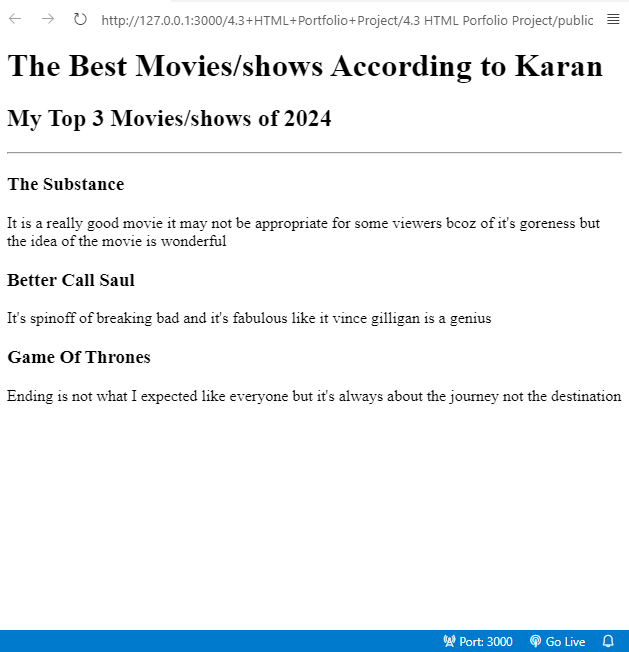 http://127.0.0.1:3000/4.3+HTML+Portfolio+Project/4.3 HTML Porfolio Project/public
The Best Movies/shows According to Karan
My Top 3 Movies/shows of 2024
The Substance
It is a really good movie it may not be appropriate for some viewers bcoz of it's goreness but
the idea of the movie is wonderful
Better Call Saul
It's spinoff of breaking bad and it's fabulous like it vince gilligan is a genius
Game Of Thrones
Ending is not what I expected like everyone but it's always about the journey not the destination
Port: 3000 Go Live